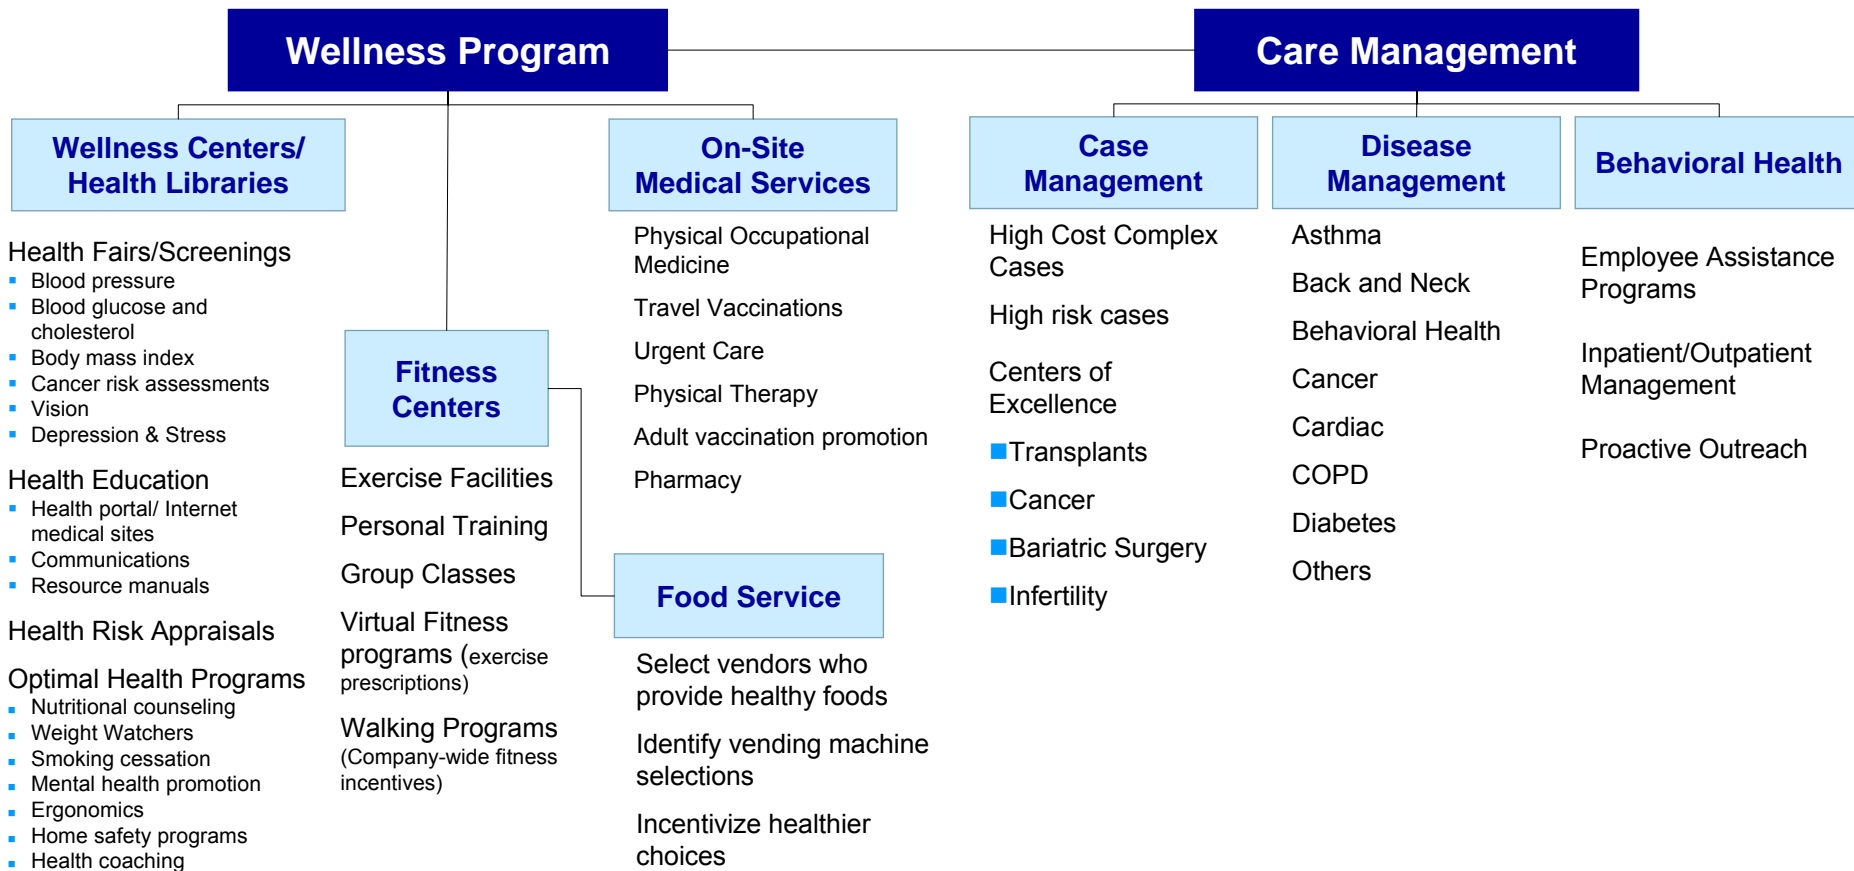 Wellness Program
Care Management
Wellness Centers/
Health Libraries
Health Fairs/Screenings
Blood pressure
Blood glucose and
cholesterol
Body mass index
Cancer risk assessments
Vision
Depression & Stress
Health Education
Health portal/ Internet
medical sites
Communications
Resource manuals
Health Risk Appraisals
Optimal Health Programs
Nutritional counseling
Weight Watchers
Smoking cessation
Mental health promotion
Ergonomics
Home safety programs
Health coaching
Fitness
Centers
Exercise Facilities
Personal Training
Group Classes
Virtual Fitness
programs (exercise
prescriptions)
Walking Programs
(Company-wide fitness
incentives)
On-Site
Medical Services
Physical Occupational
Medicine
Travel Vaccinations
Urgent Care
Physical Therapy
Adult vaccination promotion
Pharmacy
Food Service
Select vendors who
provide healthy foods
Identify vending machine
selections
Incentivize healthier
choices
Case
Management
High Cost Complex
Cases
High risk cases
Centers of
Excellence
Transplants
Cancer
Bariatric Surgery
Infertility
Disease
Management
Asthma
Back and Neck
Behavioral Health
Cancer
Cardiac
COPD
Diabetes
Others
Behavioral Health
Employee Assistance
Programs
Inpatient/Outpatient
Management
Proactive Outreach